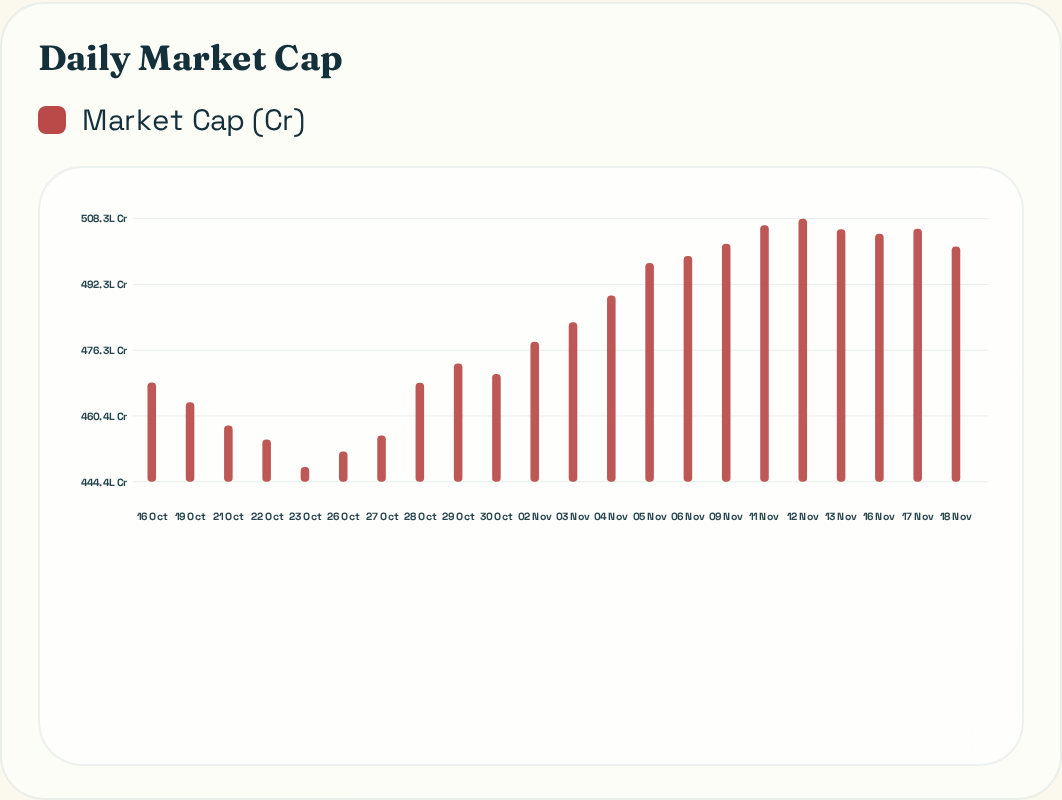 Daily Market Cap
Market Cap (Cr)
508.3L Cr
492.3L Cr
476.3L Cr
460.4L Cr
444.4L Cr
16 Oct 19 Oct 21 Oct 22 Oct 23 Oct 26 Oct 27 Oct 28 Oct 29 Oct 30 Oct 02 Nov 03 Nov 04 Nov 05 Nov 06 Nov 09 Nov 11 Nov 12 Nov 13 Nov 16 Nov 17 Nov 18 Nov